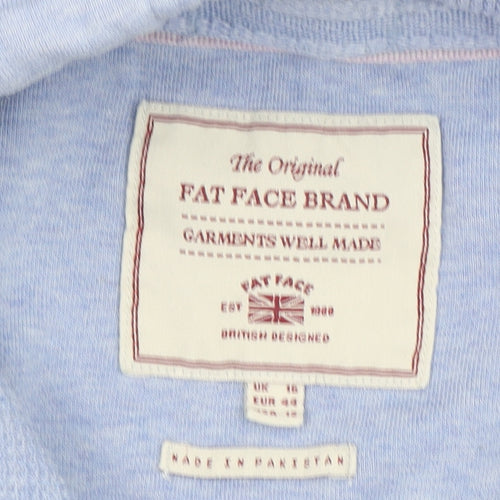 The Original
FAT FACE BRAND
GARMENTS WELL MADE
FAT FACE
EST 1988
BRITISH DESIGNED
UK 16
EUR 44
MADE IN PAKISTAN